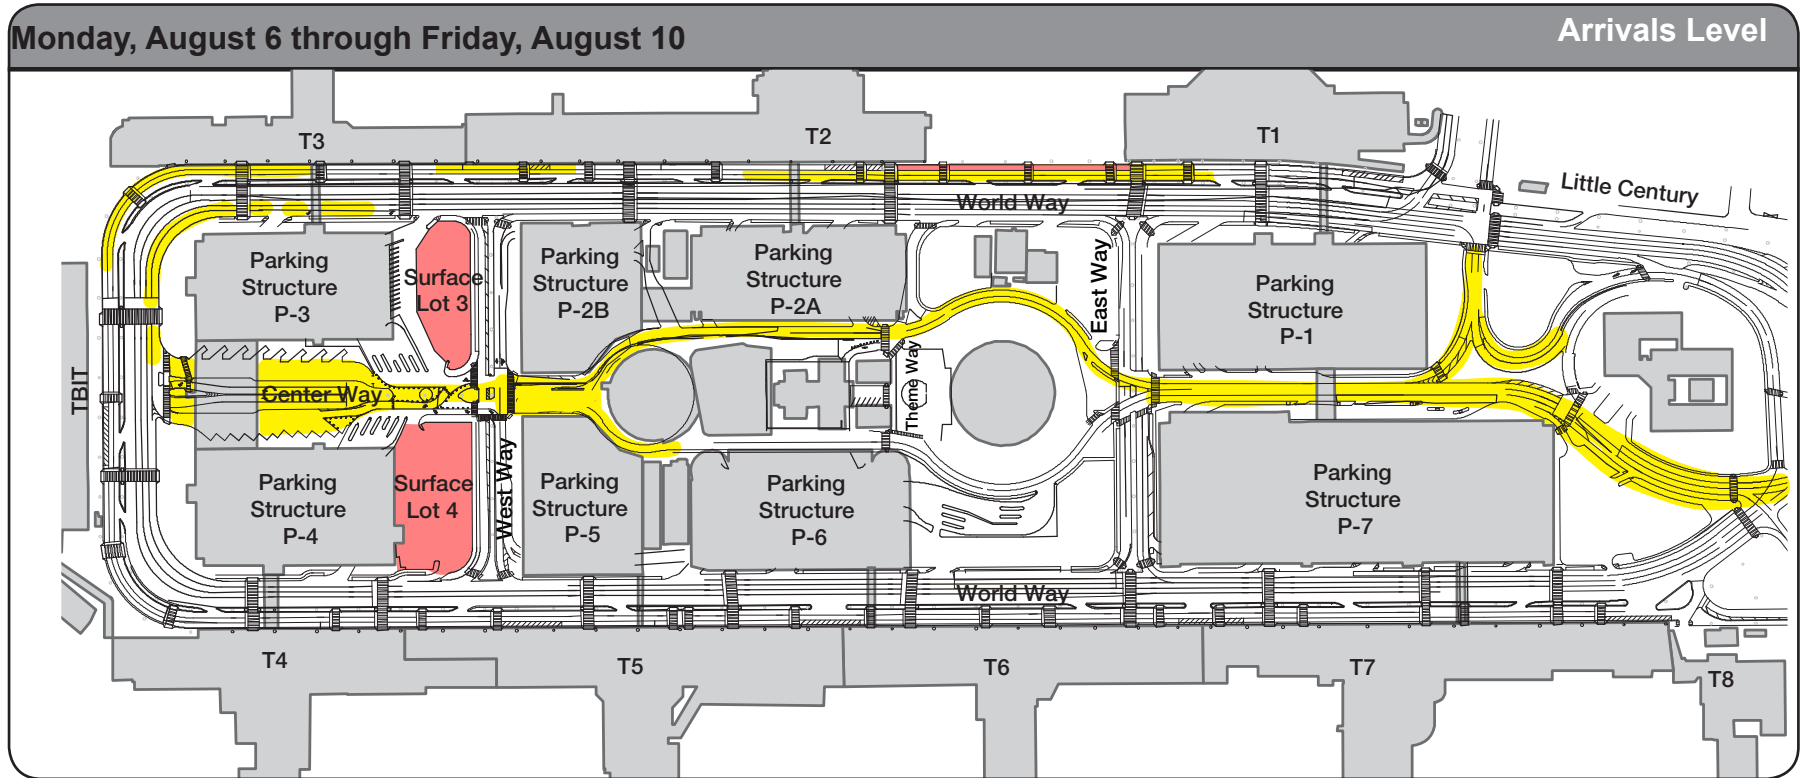 Monday, August 6 through Friday, August 10
Arrivals Level
T3
T2
T1
World Way
Little Century
Parking
Structure
P-3
Surface
Lot 3
Parking
Structure
P-2B
Parking
Structure
P-2A
East Way
Parking
Structure
P-1
TBIT
Center Way
Theme Way
Parking
Structure
P-4
Surface
Lot 4
West Way
Parking
Structure
P-5
Parking
Structure
P-6
Parking
Structure
P-7
World Way
T4
T5
T6
T7
T8